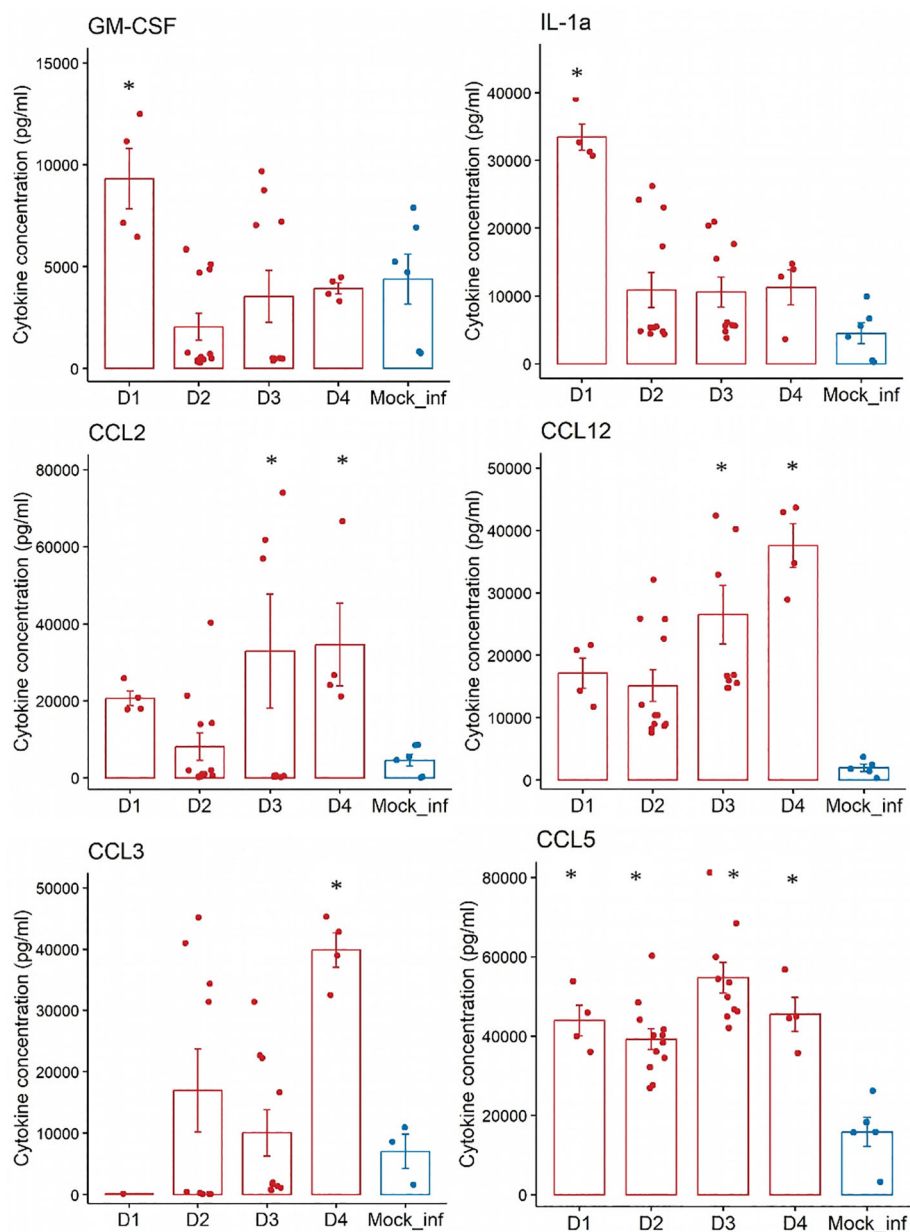 GM-CSF
Cytokine concentration (pg/ml)
15000
10000
5000
0
*
D1 D2 D3 D4 Mock_inf
IL-1a
Cytokine concentration (pg/ml)
40000
30000
20000
10000
0
*
D1 D2 D3 D4 Mock_inf
CCL2
Cytokine concentration (pg/ml)
80000
60000
40000
20000
0
* *
D1 D2 D3 D4 Mock_inf
CCL12
Cytokine concentration (pg/ml)
50000
40000
30000
20000
10000
0
* *
D1 D2 D3 D4 Mock_inf
CCL3
Cytokine concentration (pg/ml)
50000
40000
30000
20000
10000
0
*
D1 D2 D3 D4 Mock_inf
CCL5
Cytokine concentration (pg/ml)
80000
60000
40000
20000
0
* * * *
D1 D2 D3 D4 Mock_inf